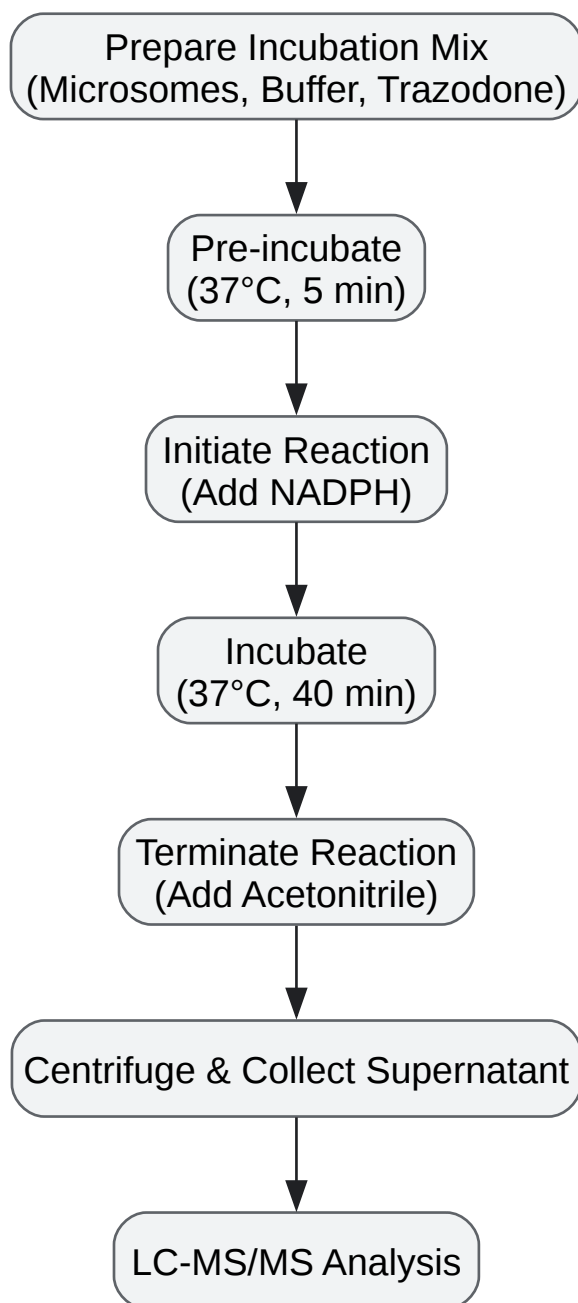 Prepare Incubation Mix
(Microsomes, Buffer, Trazodone)
Pre-incubate
(37°C, 5 min)
Initiate Reaction
(Add NADPH)
Incubate
(37°C, 40 min)
Terminate Reaction
(Add Acetonitrile)
Centrifuge & Collect Supernatant
LC-MS/MS Analysis